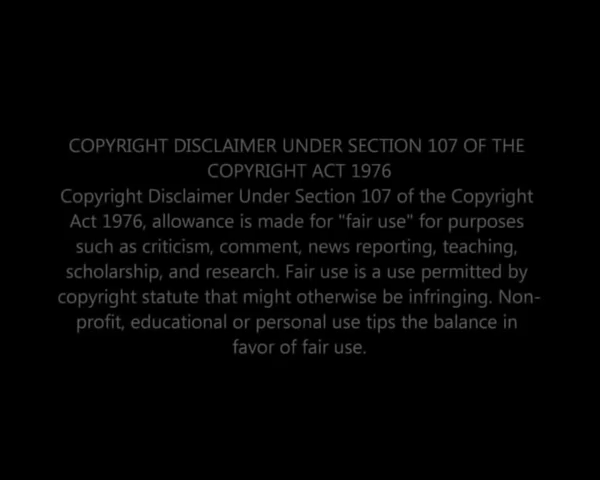 COPYRIGHT DISCLAIMER UNDER SECTION 107 OF THE
COPYRIGHT ACT 1976
Copyright Disclaimer Under Section 107 of the Copyright
Act 1976, allowance is made for "fair use" for purposes
such as criticism, comment, news reporting, teaching,
scholarship, and research. Fair use is a use permitted by
copyright statute that might otherwise be infringing. Non-
profit, educational or personal use tips the balance in
favor of fair use.